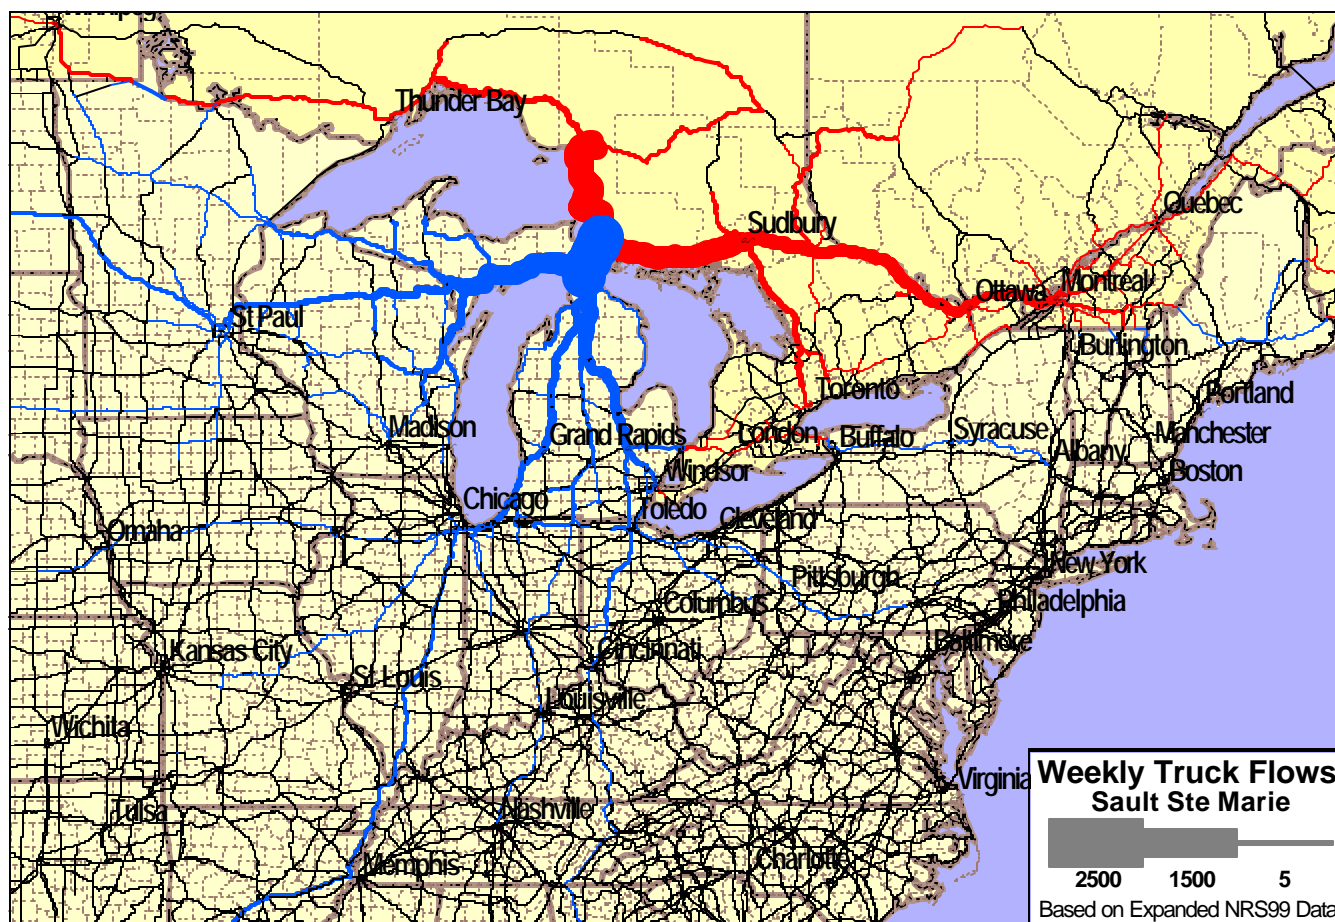 Winnipeg
Thunder Bay
Sudbury
Quebec
Ottawa
Montreal
St Paul
Burlington
Toronto
Portland
Madison
Grand Rapids
London
Buffalo
Syracuse
Albany
Manchester
Windsor
Boston
Chicago
Toledo
Cleveland
Omaha
New York
Pittsburgh
Columbus
Philadelphia
Baltimore
Kansas City
Cincinnati
St Louis
Louisville
Wichita
Virginia
Tulsa
Nashville
Memphis
Charlotte
Weekly Truck Flows
Sault Ste Marie
2500 1500 5
Based on Expanded NRS99 Data